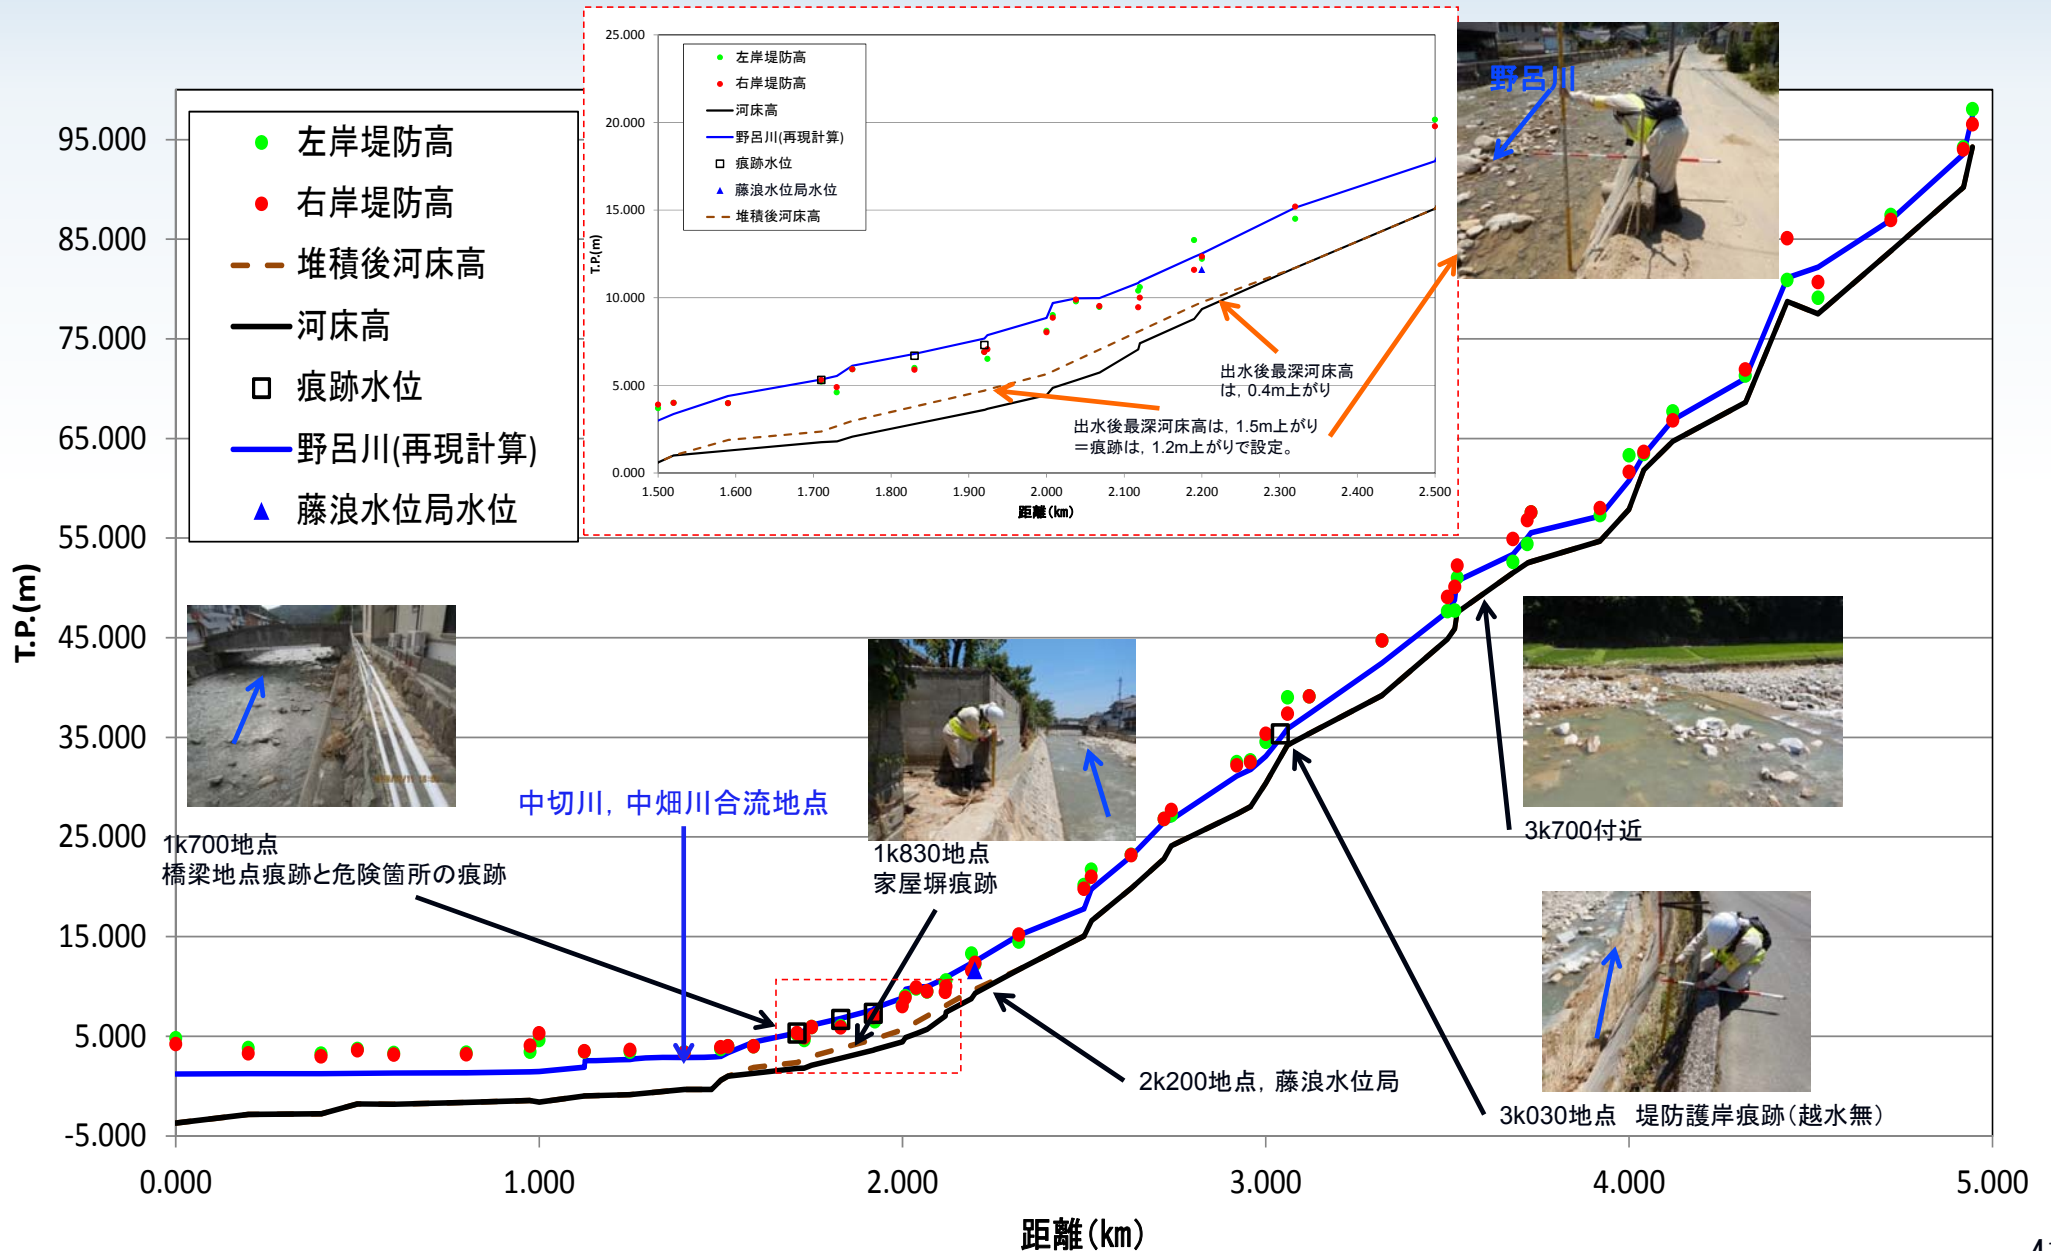 25.000
20.000
15.000
10.000
5.000
0.000
T.P.(m)
左岸堤防高
右岸堤防高
河床高
野呂川(再現計算)
痕跡水位
藤浪水位局水位
堆積後河床高
出水後最深河床高
は, 0.4m上がり
出水後最深河床高は, 1.5m上がり
=痕跡は, 1.2m上がりで設定。
1.500 1.600 1.700 1.800 1.900 2.000 2.100 2.200 2.300 2.400 2.500
距離(km)
野呂川
95.000
85.000
75.000
65.000
55.000
45.000
35.000
25.000
15.000
5.000
-5.000
T.P.(m)
左岸堤防高
右岸堤防高
堆積後河床高
河床高
痕跡水位
野呂川(再現計算)
藤浪水位局水位
中切川, 中畑川合流地点
1k700地点
橋梁地点痕跡と危険箇所の痕跡
1k830地点
家屋塀痕跡
3k700付近
2k200地点, 藤浪水位局
3k030地点 堤防護岸痕跡(越水無)
0.000 1.000 2.000 3.000 4.000 5.000
距離(km)